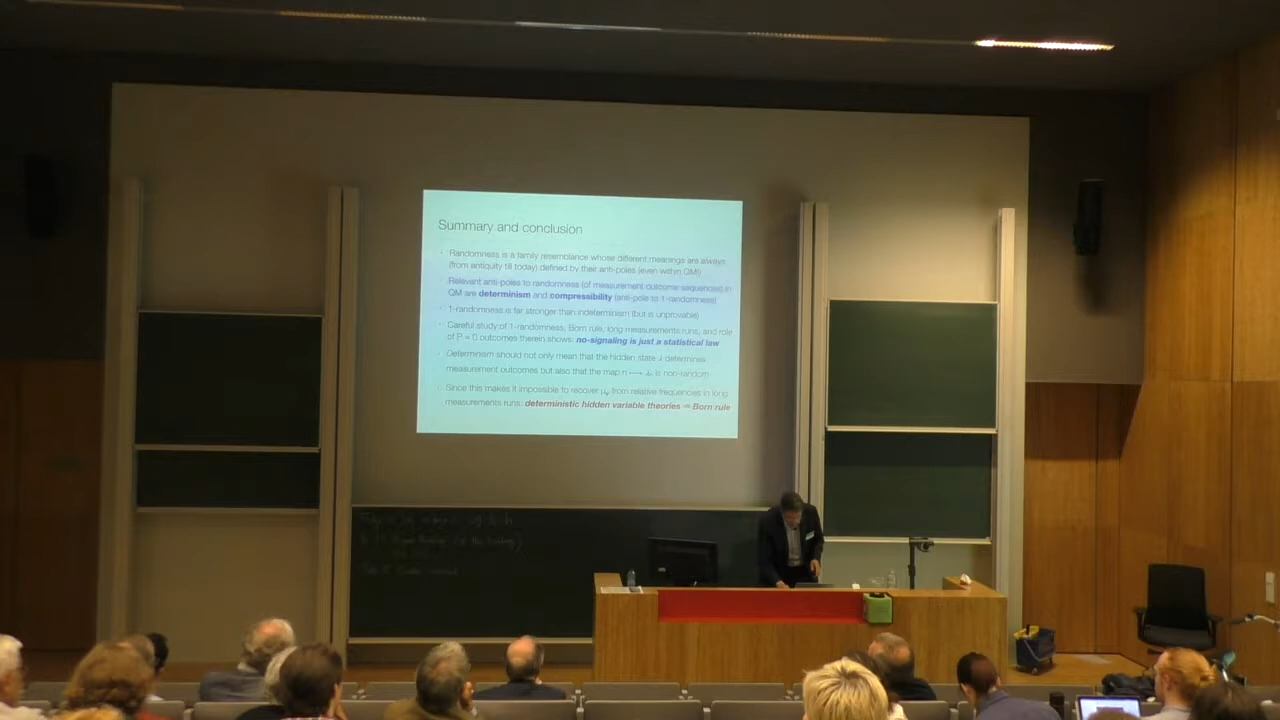 Summary and conclusion
Randomness is a family resemblance whose different meanings are always
(from antiquity till today) defined by their anti-poles (even within QM!)
Relevant anti-poles to randomness (of measurement outcome sequences) in
QM are determinism and compressibility (anti-pole to 1-randomness)
1-randomness is far stronger than indeterminism (but is unprovable)
Careful study of 1-randomness, Born rule, long measurements runs, and role
of P = 0 outcomes therein shows: no-signaling is just a statistical law
Determinism should not only mean that the hidden state λ determines
measurement outcomes but also that the map n ⟼ λn is non-random
Since this makes it impossible to recover μψ from relative frequencies in long
measurements runs: deterministic hidden variable theories ⇏ Born rule